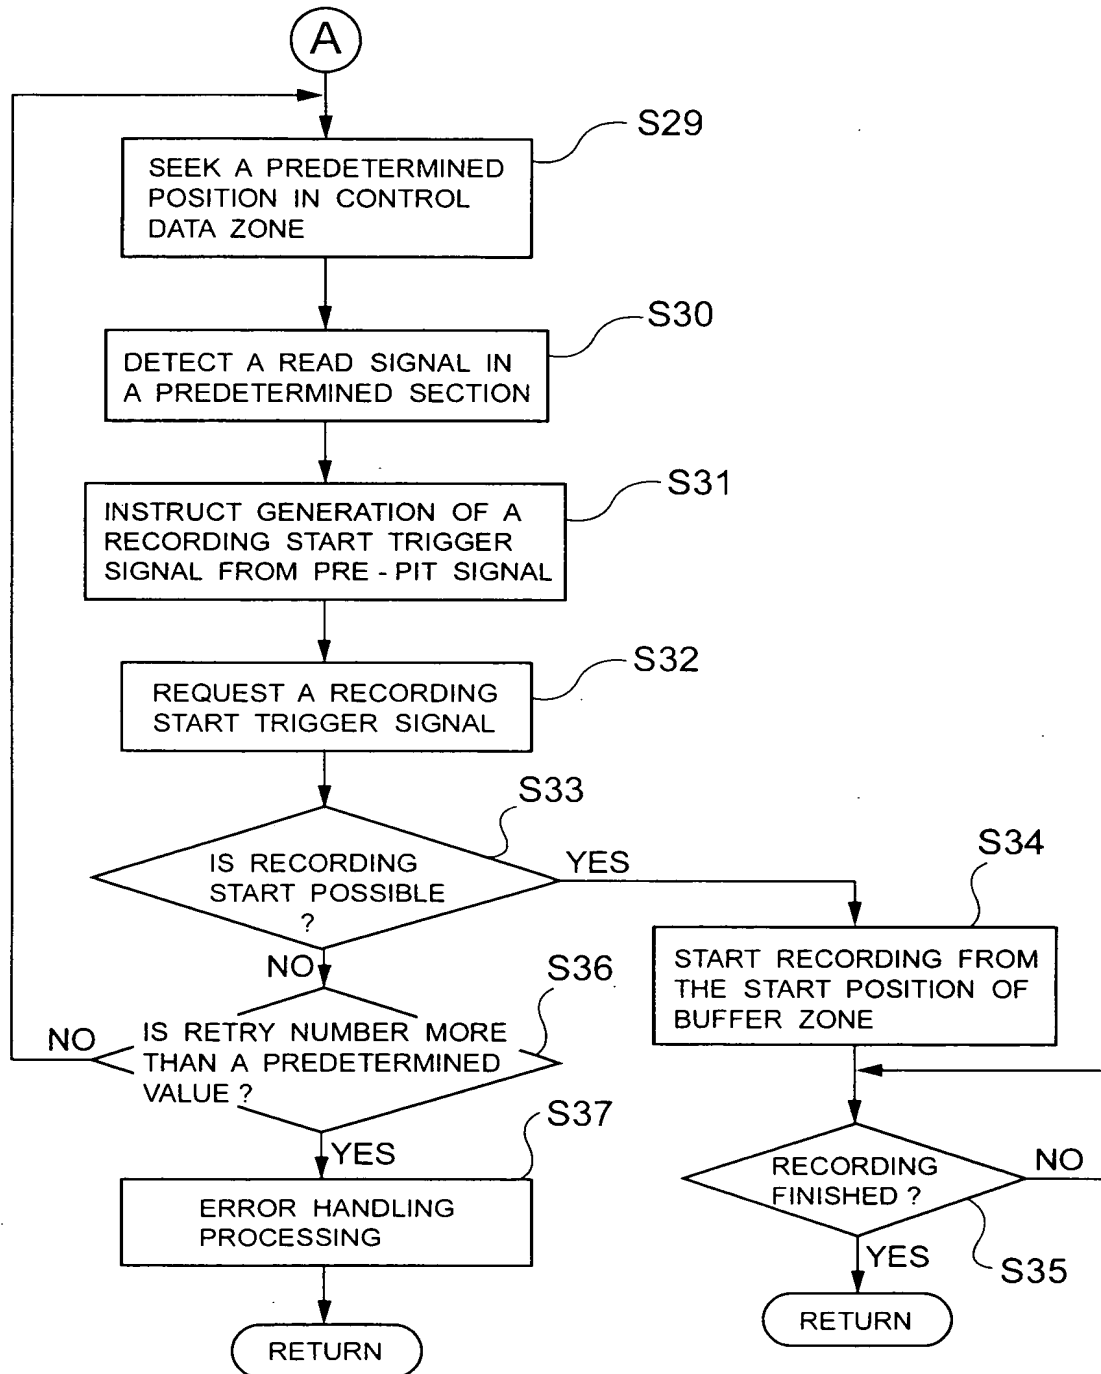 A
S29
SEEK A PREDETERMINED
POSITION IN CONTROL
DATA ZONE
S30
DETECT A READ SIGNAL IN
A PREDETERMINED SECTION
S31
INSTRUCT GENERATION OF A
RECORDING START TRIGGER
SIGNAL FROM PRE - PIT SIGNAL
S32
REQUEST A RECORDING
START TRIGGER SIGNAL
S33
IS RECORDING
START POSSIBLE
?
YES
NO
S34
START RECORDING FROM
THE START POSITION OF
BUFFER ZONE
S36
IS RETRY NUMBER MORE
THAN A PREDETERMINED
VALUE ?
NO
YES
S37
ERROR HANDLING
PROCESSING
RETURN
RECORDING
FINISHED ?
NO
S35
YES
RETURN